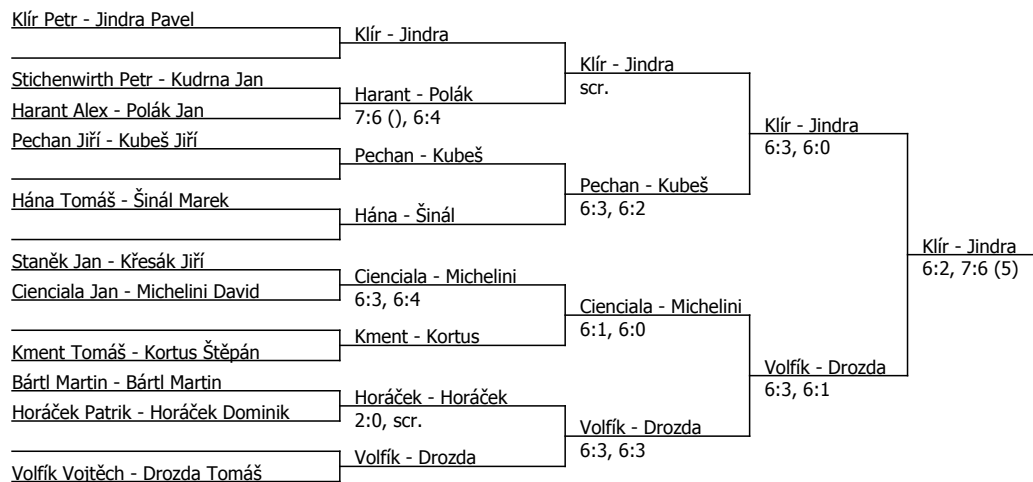 Klír Petr - Jindra Pavel
Stichenwirth Petr - Kudrna Jan
Harant Alex - Polák Jan
Pechan Jiří - Kubeš Jiří
Hána Tomáš - Šinál Marek
Staněk Jan - Křesák Jiří
Cienciala Jan - Michelini David
Kment Tomáš - Kortus Štěpán
Bártl Martin - Bártl Martin
Horáček Patrik - Horáček Dominik
Volfík Vojtěch - Drozda Tomáš
Klír - Jindra
Harant - Polák
7:6 (), 6:4
Pechan - Kubeš
Hána - Šinál
Cienciala - Michelini
6:3, 6:4
Kment - Kortus
Horáček - Horáček
2:0, scr.
Volfík - Drozda
Klír - Jindra
scr.
Pechan - Kubeš
6:3, 6:2
Cienciala - Michelini
6:1, 6:0
Volfík - Drozda
6:3, 6:3
Klír - Jindra
6:3, 6:0
Volfík - Drozda
6:3, 6:1
Klír - Jindra
6:2, 7:6 (5)